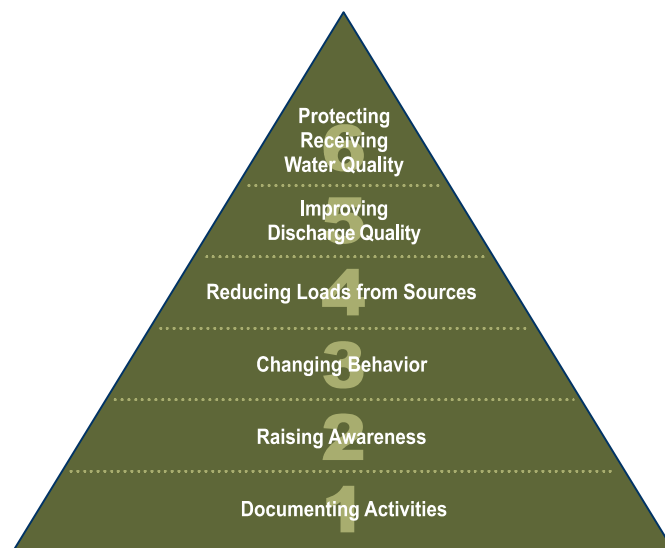 6
Protecting
Receiving
Water Quality
5
Improving
Discharge Quality
4
Reducing Loads from Sources
3
Changing Behavior
2
Raising Awareness
1
Documenting Activities